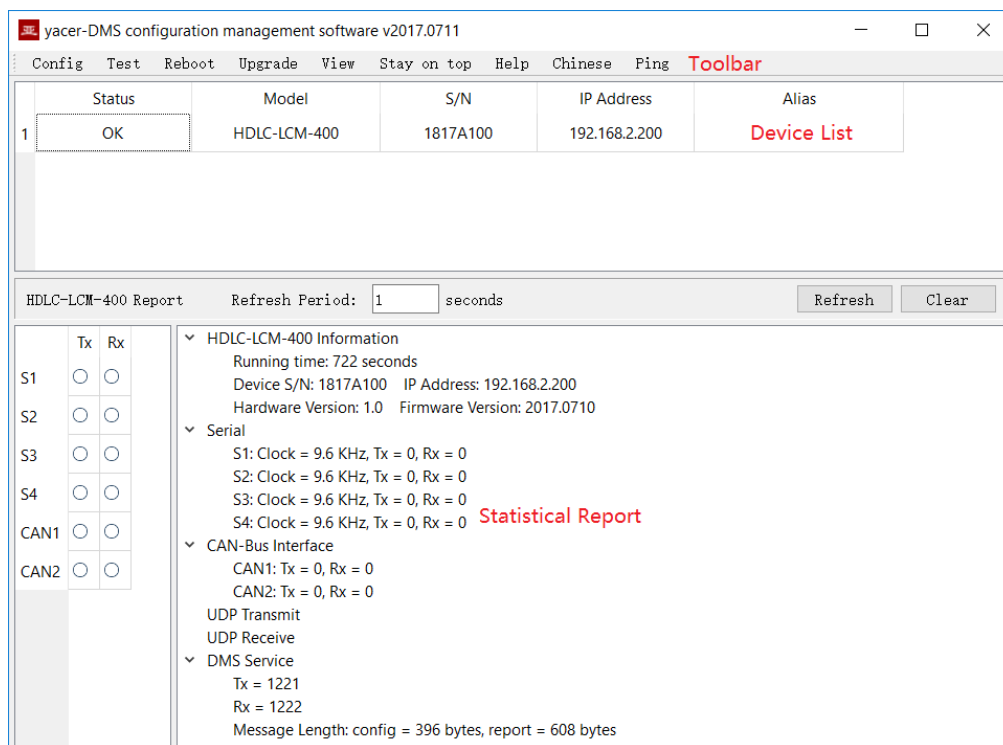 亚 yacer-DMS configuration management software v2017.0711
Config Test Reboot Upgrade View Stay on top Help Chinese Ping Toolbar
Status Model S/N IP Address Alias
1 OK HDLC-LCM-400 1817A100 192.168.2.200 Device List
HDLC-LCM-400 Report Refresh Period: 1 seconds Refresh Clear
Tx Rx
S1
S2
S3
S4
CAN1
CAN2
HDLC-LCM-400 Information
Running time: 722 seconds
Device S/N: 1817A100 IP Address: 192.168.2.200
Hardware Version: 1.0 Firmware Version: 2017.0710
Serial
S1: Clock = 9.6 KHz, Tx = 0, Rx = 0
S2: Clock = 9.6 KHz, Tx = 0, Rx = 0
S3: Clock = 9.6 KHz, Tx = 0, Rx = 0
S4: Clock = 9.6 KHz, Tx = 0, Rx = 0 Statistical Report
CAN-Bus Interface
CAN1: Tx = 0, Rx = 0
CAN2: Tx = 0, Rx = 0
UDP Transmit
UDP Receive
DMS Service
Tx = 1221
Rx = 1222
Message Length: config = 396 bytes, report = 608 bytes